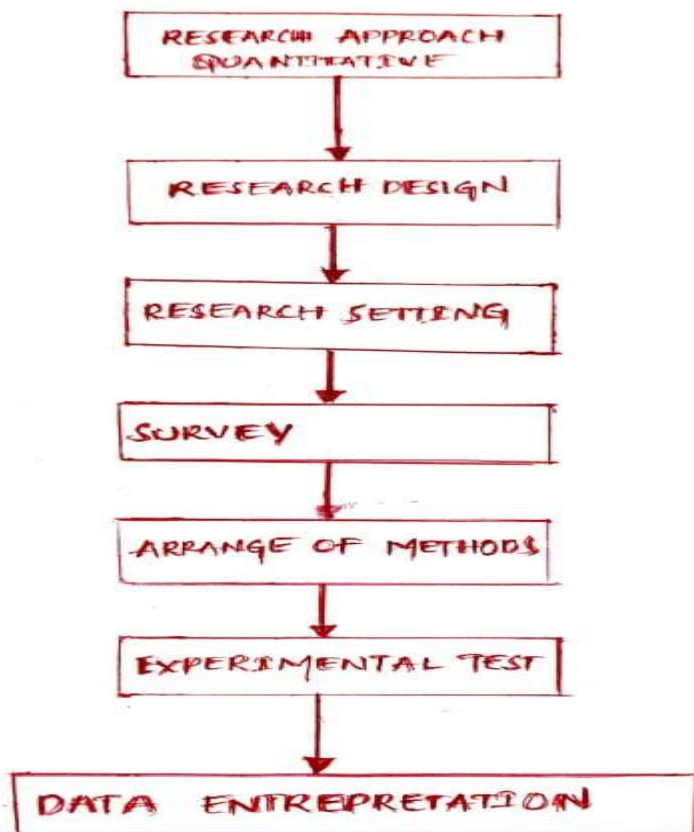 RESEARCH APPROACH
QUANTITATIVE
RESEARCH DESIGN
RESEARCH SETTING
SURVEY
ARRANGE OF METHODS
EXPERIMENTAL TEST
DATA ENTREPRETATION